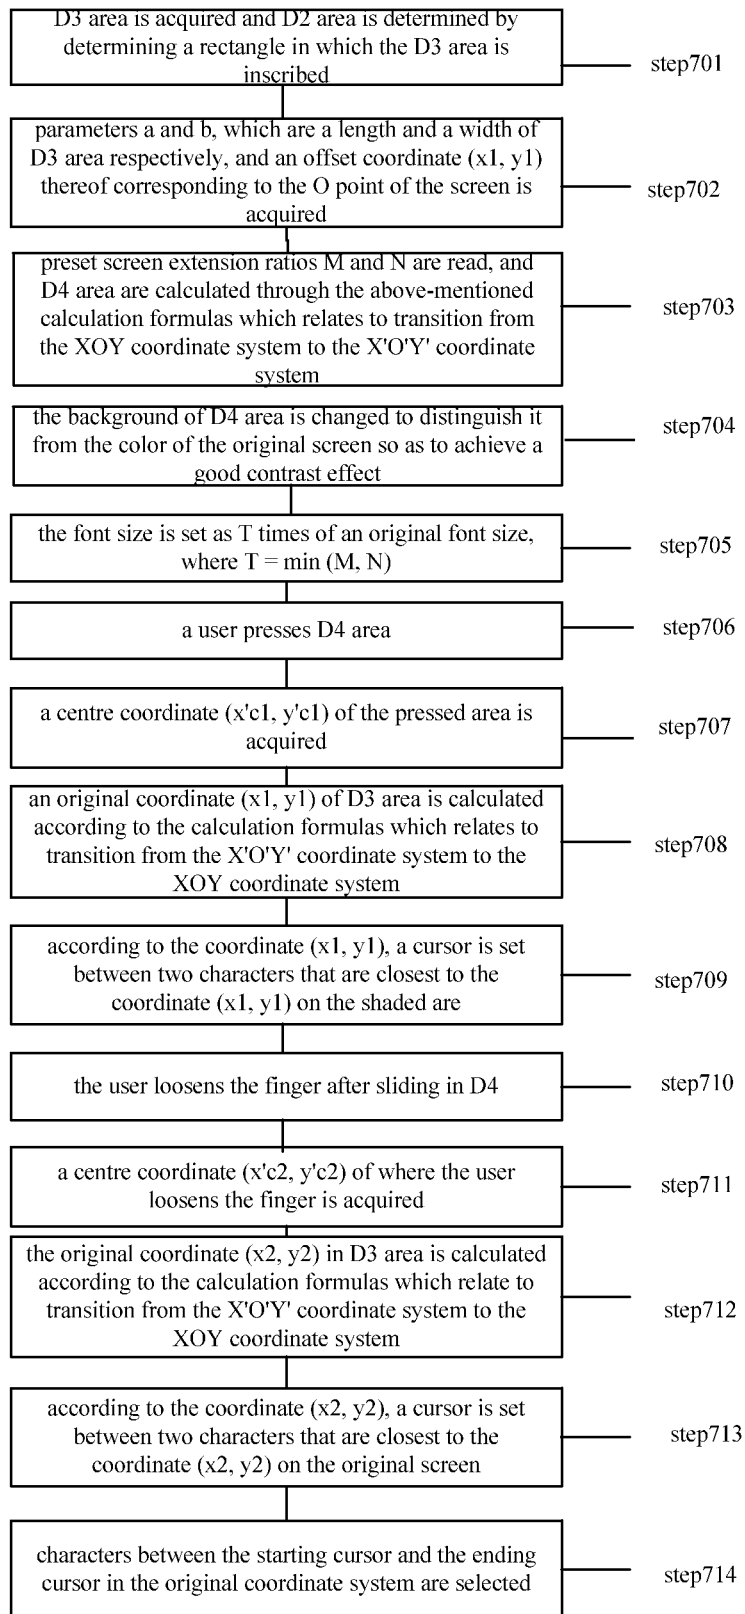 D3 area is acquired and D2 area is determined by
determining a rectangle in which the D3 area is
inscribed
step701
parameters a and b, which are a length and a width of
D3 area respectively, and an offset coordinate (x1, y1)
thereof corresponding to the O point of the screen is
acquired
step702
preset screen extension ratios M and N are read, and
D4 area are calculated through the above-mentioned
calculation formulas which relates to transition from
the XOY coordinate system to the X'O'Y' coordinate
system
step703
the background of D4 area is changed to distinguish it
from the color of the original screen so as to achieve a
good contrast effect
step704
the font size is set as T times of an original font size,
where T = min (M, N)
step705
a user presses D4 area
step706
a centre coordinate (x'c1, y'c1) of the pressed area is
acquired
step707
an original coordinate (x1, y1) of D3 area is calculated
according to the calculation formulas which relates to
transition from the X'O'Y' coordinate system to the
XOY coordinate system
step708
according to the coordinate (x1, y1), a cursor is set
between two characters that are closest to the
coordinate (x1, y1) on the shaded are
step709
the user loosens the finger after sliding in D4
step710
a centre coordinate (x'c2, y'c2) of where the user
loosens the finger is acquired
step711
the original coordinate (x2, y2) in D3 area is calculated
according to the calculation formulas which relate to
transition from the X'O'Y' coordinate system to the
XOY coordinate system
step712
according to the coordinate (x2, y2), a cursor is set
between two characters that are closest to the
coordinate (x2, y2) on the original screen
step713
characters between the starting cursor and the ending
cursor in the original coordinate system are selected
step714